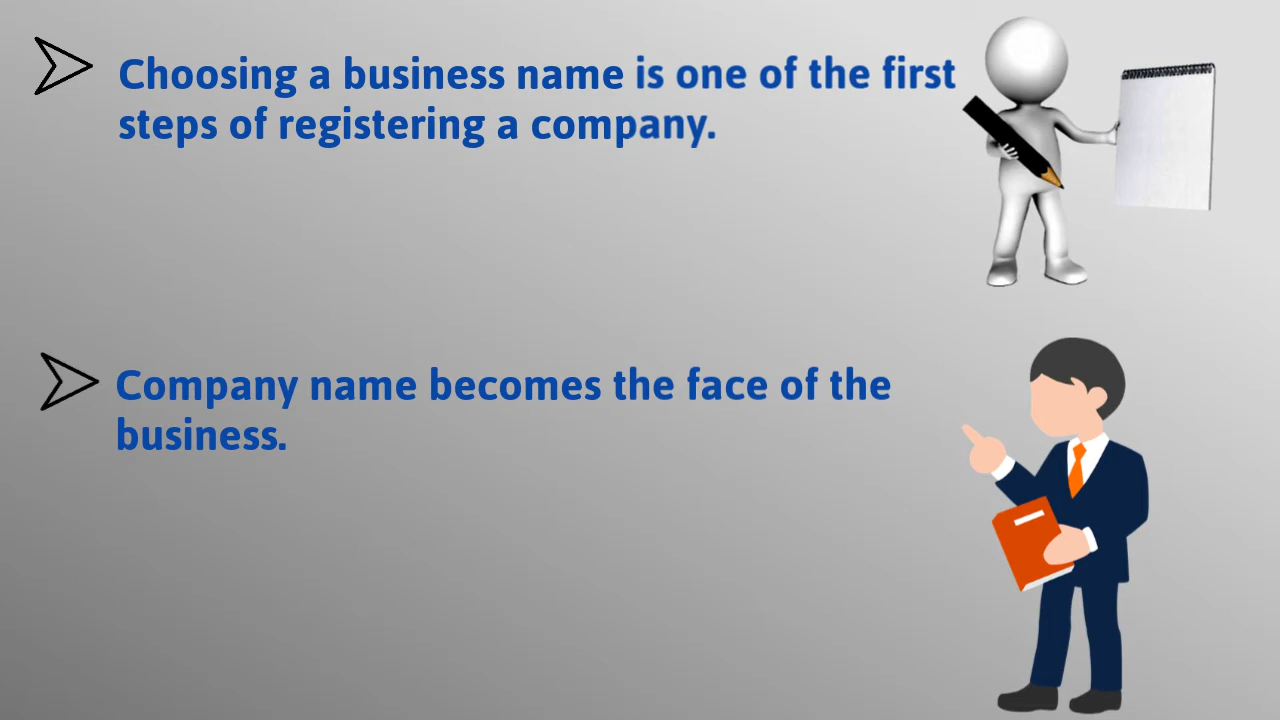 Choosing a business name is one of the first
steps of registering a company.
Company name becomes the face of the
business.